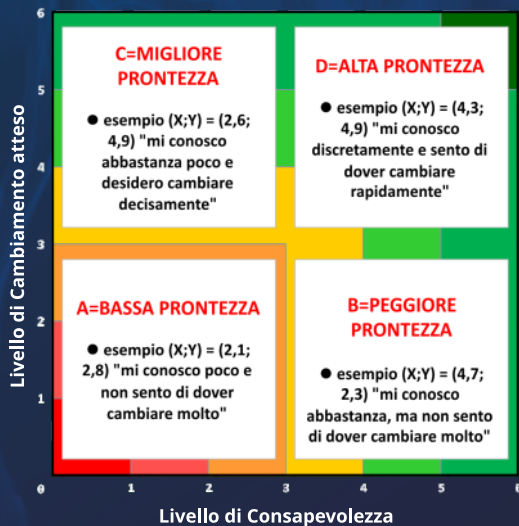 6
C=MIGLIORE
PRONTEZZA
● esempio (X;Y) = (2,6;
4,9) "mi conosco
abbastanza poco e
desidero cambiare
decisamente"
D=ALTA PRONTEZZA
● esempio (X;Y) = (4,3;
4,9) "mi conosco
discretamente e sento di
dover cambiare
rapidamente"
5
4
3
Livello di Cambiamento atteso
A=BASSA PRONTEZZA
● esempio (X;Y) = (2,1;
2,8) "mi conosco poco e
non sento di dover
cambiare molto"
B=PEGGIORE
PRONTEZZA
● esempio (X;Y) = (4,7;
2,3) "mi conosco
abbastanza, ma non sento
di dover cambiare molto"
2
1
0 1 2 3 4 5 6
Livello di Consapevolezza